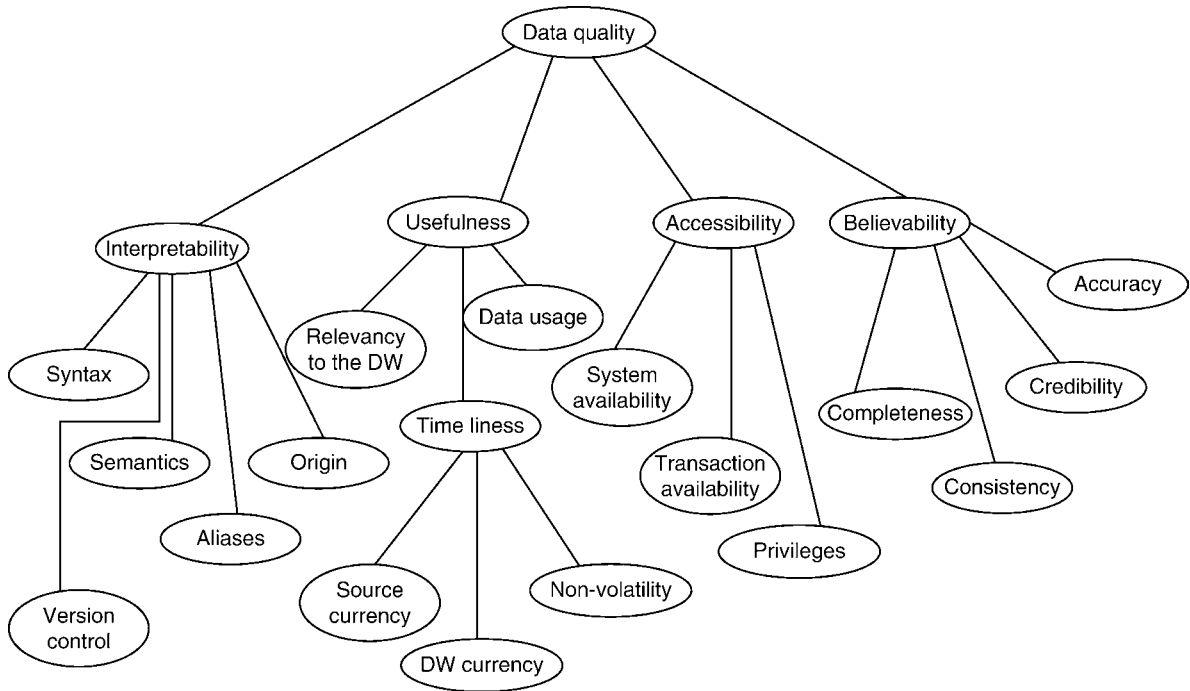 Data quality
Interpretability
Usefulness
Accessibility
Believability
Syntax
Relevancy
to the DW
Data usage
System
availability
Accuracy
Completeness
Credibility
Version
control
Semantics
Aliases
Origin
Time liness
Transaction
availability
Privileges
Consistency
Source
currency
DW currency
Non-volatility